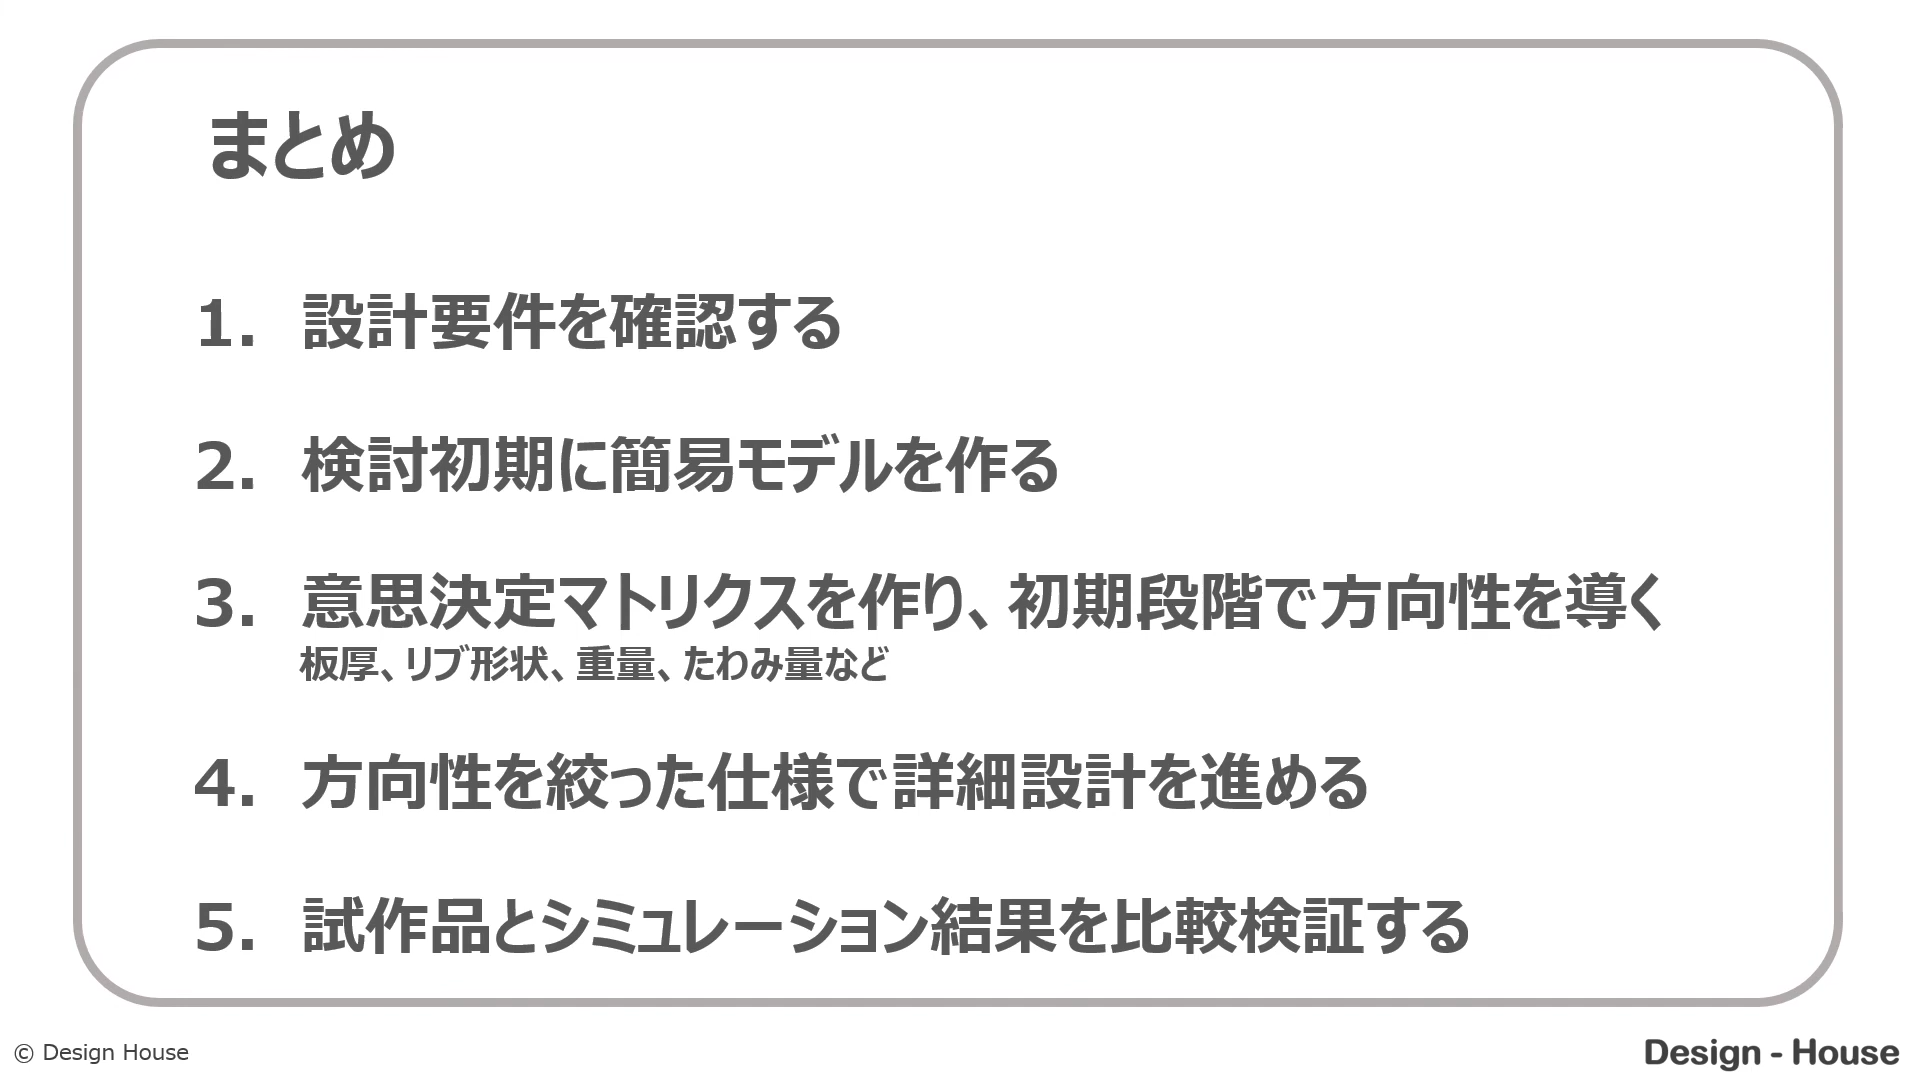 まとめ
1. 設計要件を確認する
2. 検討初期に簡易モデルを作る
3. 意思決定マトリクスを作り、初期段階で方向性を導く
板厚、リブ形状、重量、たわみ量など
4. 方向性を絞った仕様で詳細設計を進める
5. 試作品とシミュレーション結果を比較検証する
© Design House
Design - House